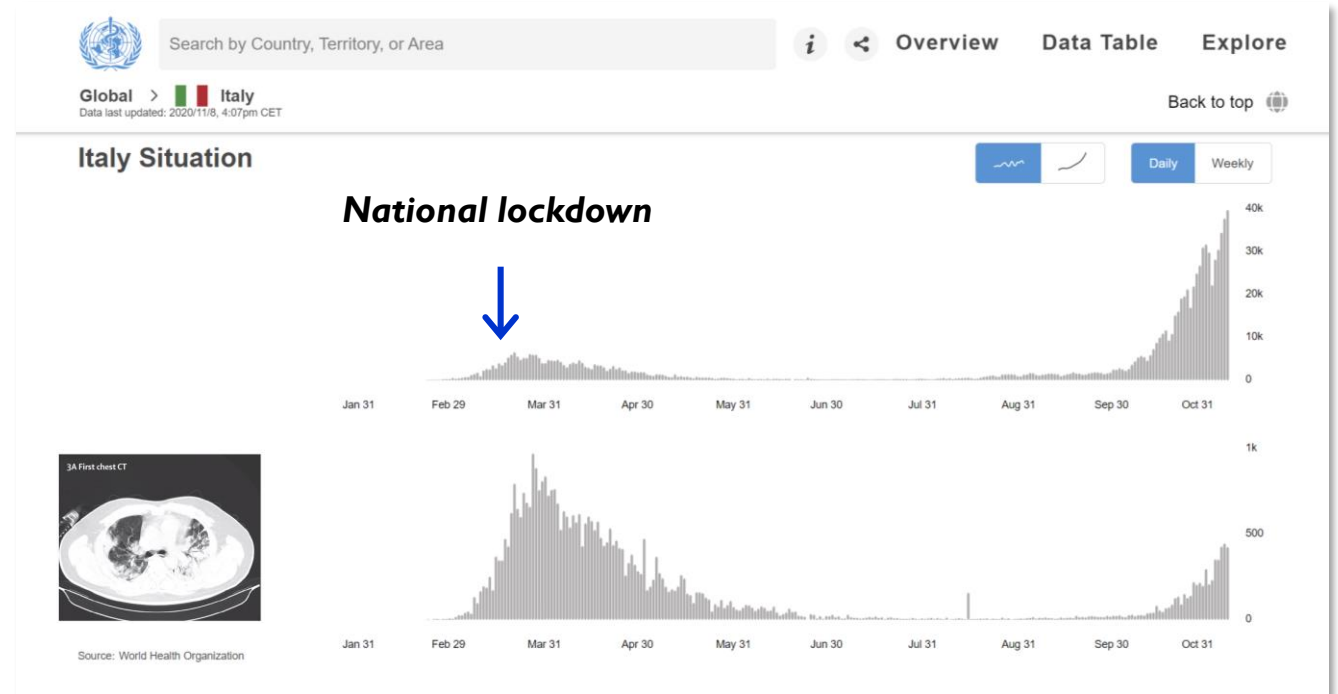 Search by Country, Territory, or Area
i
Overview
Data Table
Explore
Global > Italy
Data last updated: 2020/11/8, 4:07pm CET
Back to top
Italy Situation
Daily
Weekly
National lockdown
40k
30k
20k
10k
0
Jan 31 Feb 29 Mar 31 Apr 30 May 31 Jun 30 Jul 31 Aug 31 Sep 30 Oct 31
3A First chest CT
1k
500
0
Jan 31 Feb 29 Mar 31 Apr 30 May 31 Jun 30 Jul 31 Aug 31 Sep 30 Oct 31
Source: World Health Organization